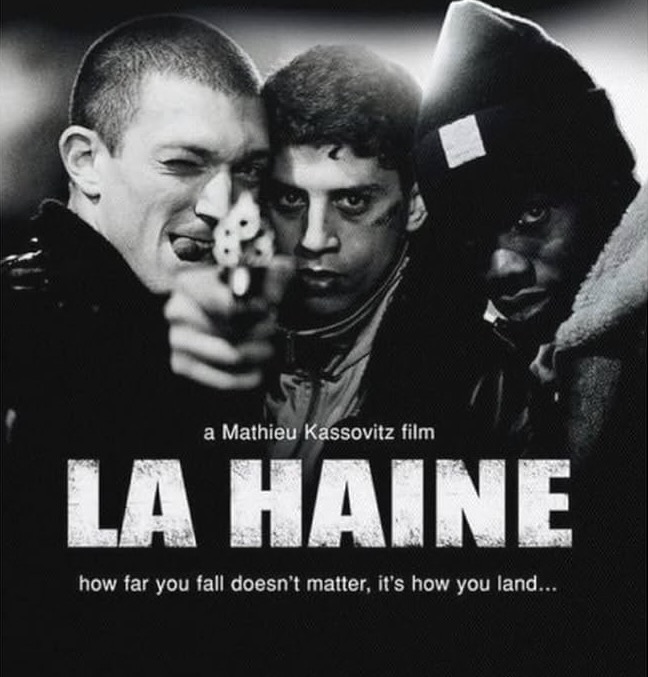 a Mathieu Kassovitz film
LA HAINE
how far you fall doesn't matter, it's how you land...